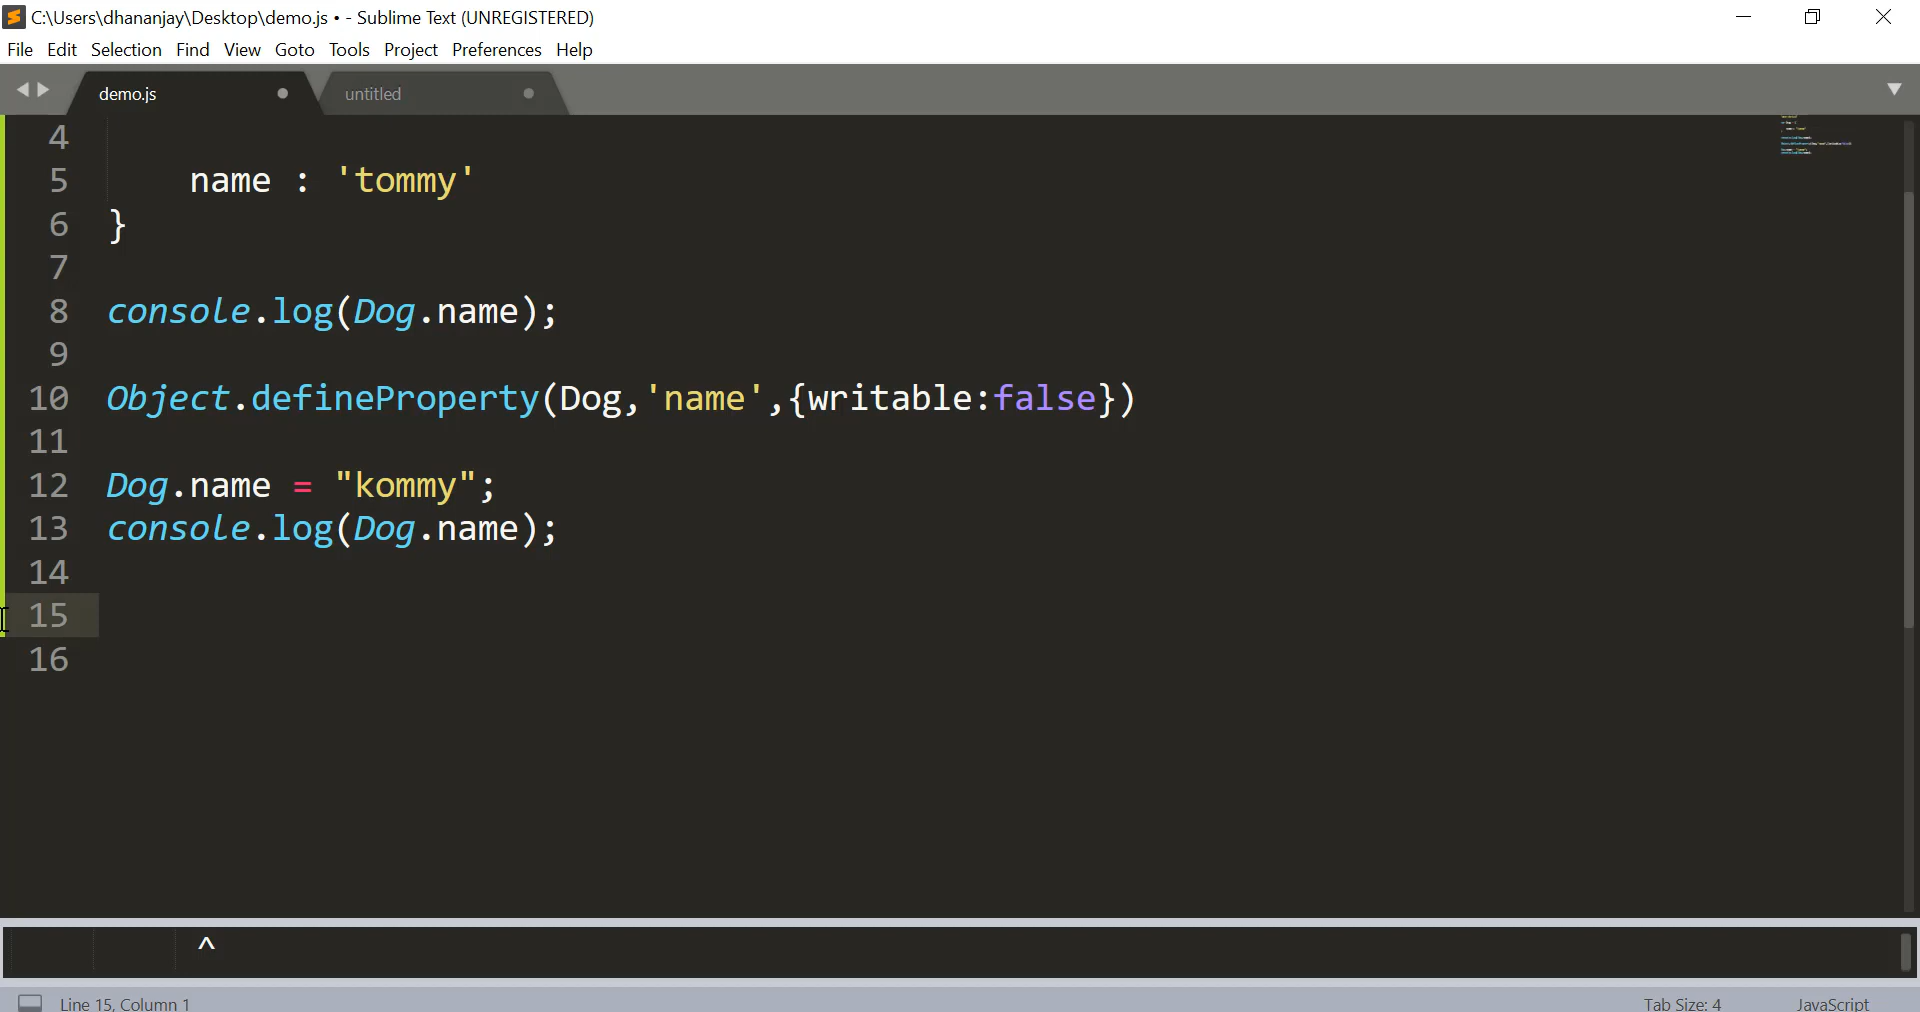 C:\Users\dhananjay\Desktop\demo.js • - Sublime Text (UNREGISTERED)
File Edit Selection Find View Goto Tools Project Preferences Help
demo.js untitled
4
5 name : 'tommy'
6 }
7
8 console.log(Dog.name);
9
10 Object.defineProperty(Dog,'name',{writable:false})
11
12 Dog.name = "kommy";
13 console.log(Dog.name);
14
15
16
^
Line 15, Column 1 Tab Size: 4 JavaScript